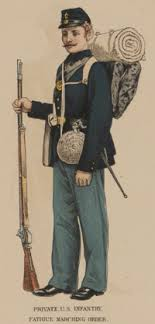 PRIVATE, U.S. INFANTRY.
FATIGUE MARCHING ORDER.